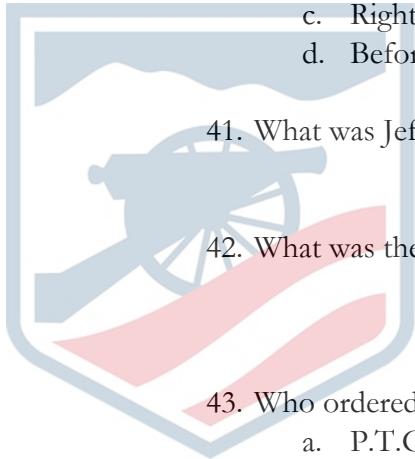 c. Right
d. Befor
41. What was Jef
42. What was the
43. Who ordered
a. P.T.G